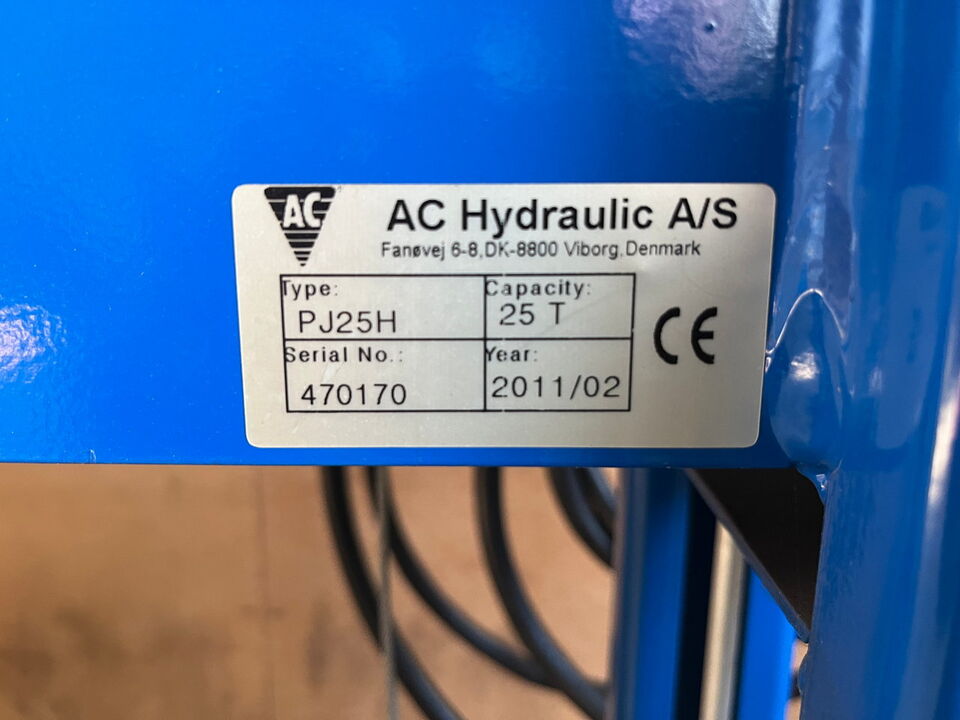 AC
AC Hydraulic A/S
Fanøvej 6-8,DK-8800 Viborg,Denmark
Type: Capacity:
PJ25H 25 T
Serial No.: Year:
470170 2011/02
CE